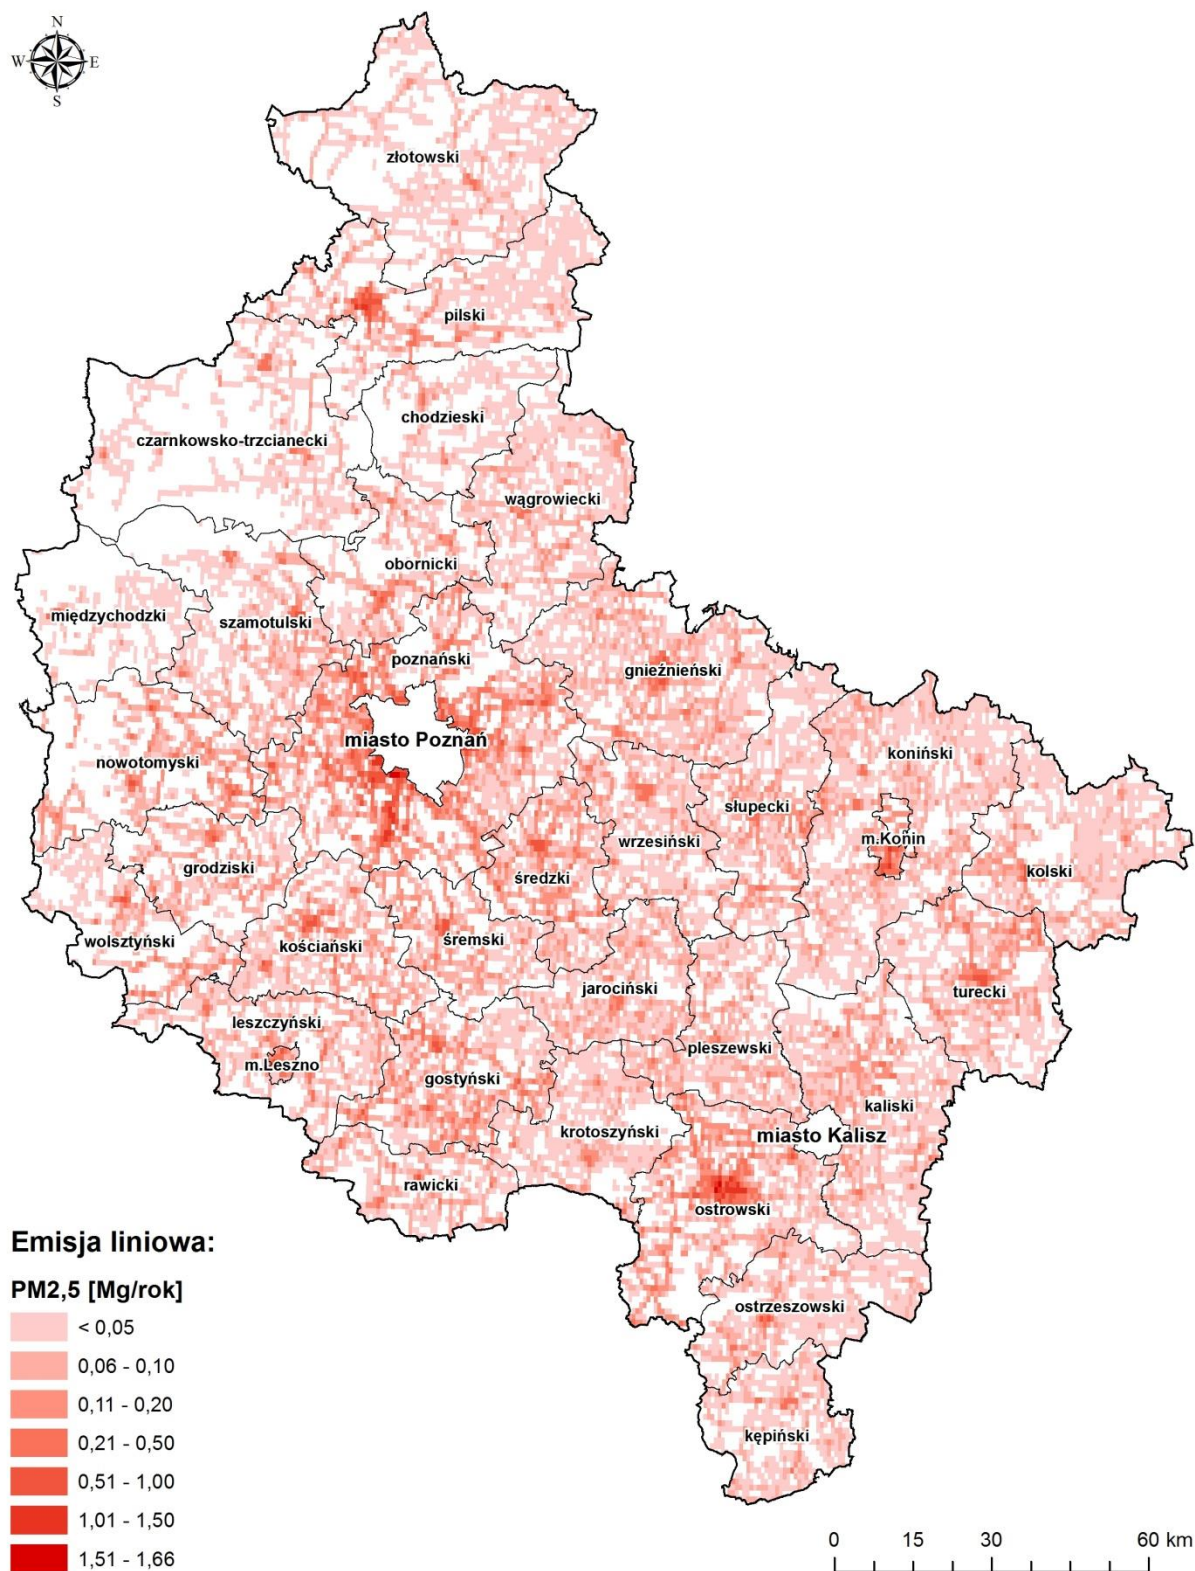 N
W E
S
złotowski
pilski
chodzieski
czarnkowsko-trzcianecki
wągrowiecki
obornicki
międzychodzki
szamotulski
poznański
gnieźnieński
miasto Poznań
koniński
nowotomyski
słupecki
m.Konin
wrzesiński
grodziski
średzki
kolski
wolsztyński
kościański
śremski
jarociński
turecki
leszczyński
pleszewski
m.Leszno
gostyński
kaliski
krotoszyński
miasto Kalisz
rawicki
ostrowski
ostrzeszowski
kępiński
Emisja liniowa:
PM2,5 [Mg/rok]
< 0,05
0,06 - 0,10
0,11 - 0,20
0,21 - 0,50
0,51 - 1,00
1,01 - 1,50
1,51 - 1,66
0 15 30 60 km